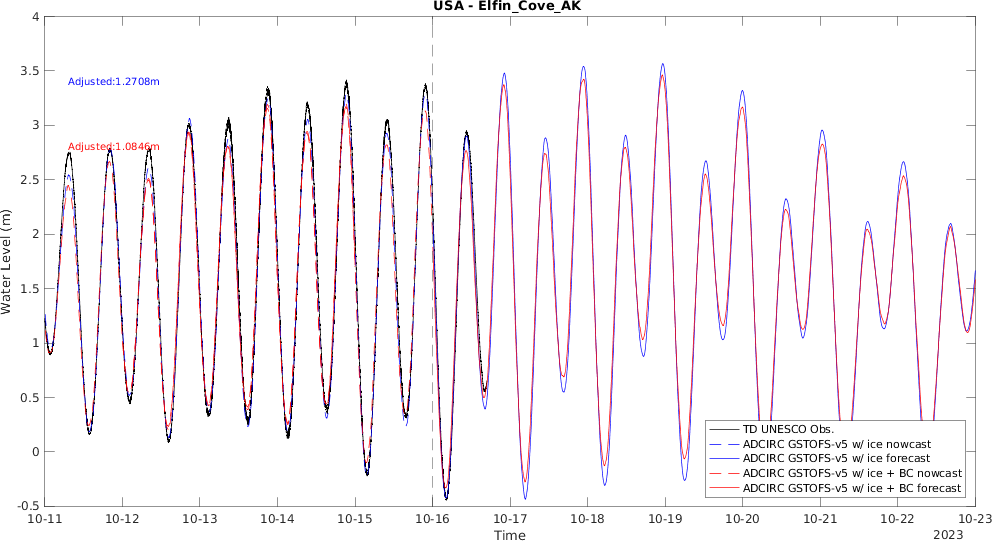 USA - Elfin_Cove_AK
4
3.5
3
2.5
2
1.5
1
0.5
0
-0.5
Water Level (m)
Adjusted:1.2708m
Adjusted:1.0846m
TD UNESCO Obs.
ADCIRC GSTOFS-v5 w/ ice nowcast
ADCIRC GSTOFS-v5 w/ ice forecast
ADCIRC GSTOFS-v5 w/ ice + BC nowcast
ADCIRC GSTOFS-v5 w/ ice + BC forecast
10-11 10-12 10-13 10-14 10-15 10-16 10-17 10-18 10-19 10-20 10-21 10-22 10-23
Time
2023